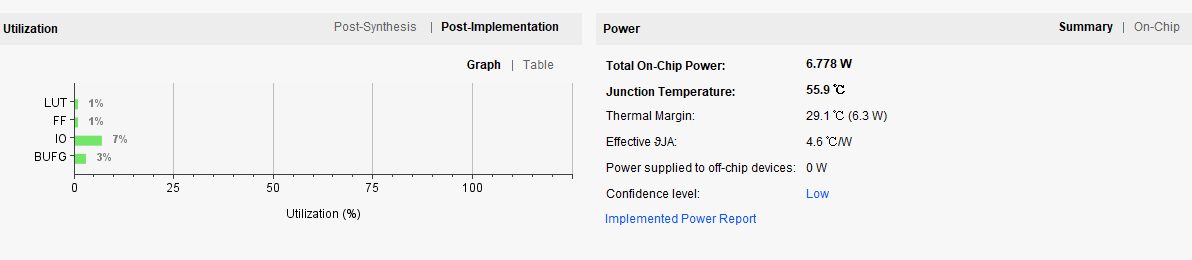 Utilization
Post-Synthesis | Post-Implementation
Graph | Table
LUT 1%
FF 1%
IO 7%
BUFG 3%
0 25 50 75 100
Utilization (%)
Power
Summary | On-Chip
Total On-Chip Power: 6.778 W
Junction Temperature: 55.9 ℃
Thermal Margin: 29.1 ℃ (6.3 W)
Effective ϑJA: 4.6 ℃/W
Power supplied to off-chip devices: 0 W
Confidence level: Low
Implemented Power Report